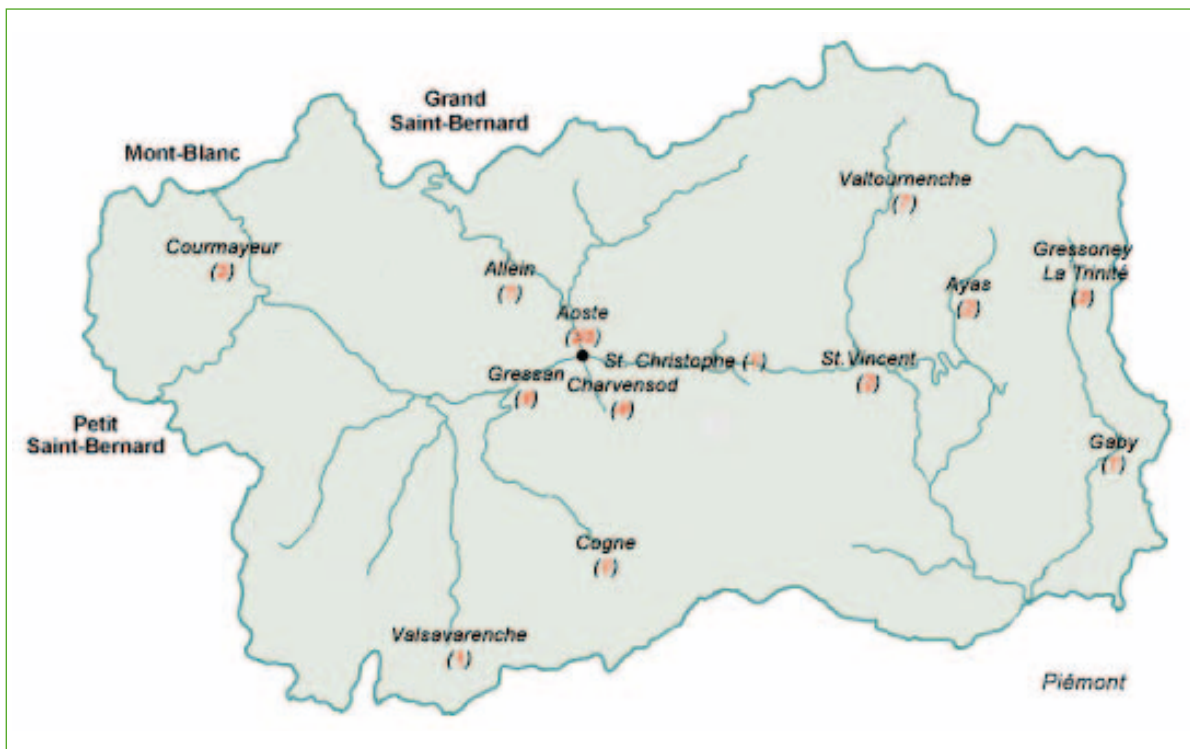 Grand
Saint-Bernard
Mont-Blanc
Valtournenche
Courmayeur
Gressoney
La Trinité
Allein
Ayas
Aoste
St. Christophe
St. Vincent
Gressan
Charvensod
Petit
Saint-Bernard
Gaby
Cogne
Valsavarenche
Piémont